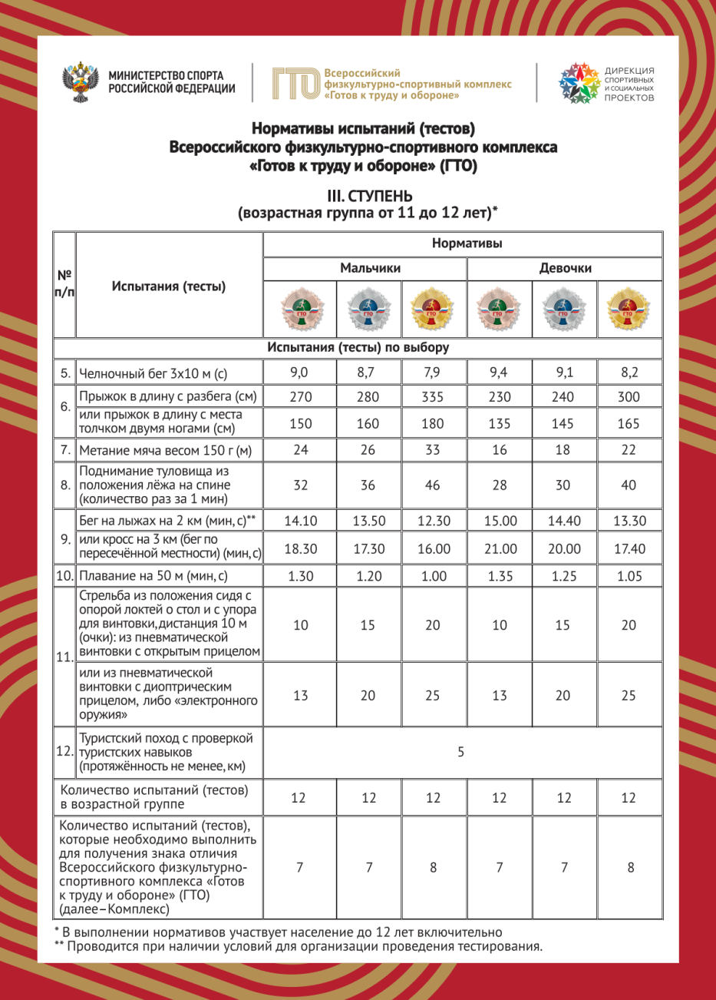 МИНИСТЕРСТВО СПОРТА
РОССИЙСКОЙ ФЕДЕРАЦИИ
ГТО
Всероссийский
физкультурно-спортивный комплекс
«Готов к труду и обороне»
ДИРЕКЦИЯ
СПОРТИВНЫХ
И СОЦИАЛЬНЫХ
ПРОЕКТОВ
Нормативы испытаний (тестов)
Всероссийского физкультурно-спортивного комплекса
«Готов к труду и обороне» (ГТО)
III. СТУПЕНЬ
(возрастная группа от 11 до 12 лет)*
№
п/п
Испытания (тесты)
Нормативы
Мальчики Девочки
ГТО ГТО ГТО ГТО ГТО ГТО
Испытания (тесты) по выбору
5. Челночный бег 3х10 м (с) 9,0 8,7 7,9 9,4 9,1 8,2
6. Прыжок в длину с разбега (см) 270 280 335 230 240 300
или прыжок в длину с места
толчком двумя ногами (см) 150 160 180 135 145 165
7. Метание мяча весом 150 г (м) 24 26 33 16 18 22
8. Поднимание туловища из
положения лёжа на спине
(количество раз за 1 мин) 32 36 46 28 30 40
9. Бег на лыжах на 2 км (мин, с)** 14.10 13.50 12.30 15.00 14.40 13.30
или кросс на 3 км (бег по
пересечённой местности) (мин, с) 18.30 17.30 16.00 21.00 20.00 17.40
10. Плавание на 50 м (мин, с) 1.30 1.20 1.00 1.35 1.25 1.05
11. Стрельба из положения сидя с
опорой локтей о стол и с упора
для винтовки, дистанция 10 м
(очки): из пневматической
винтовки с открытым прицелом 10 15 20 10 15 20
или из пневматической
винтовки с диоптрическим
прицелом, либо «электронного
оружия» 13 20 25 13 20 25
12. Туристский поход с проверкой
туристских навыков
(протяжённость не менее, км) 5
Количество испытаний (тестов)
в возрастной группе 12 12 12 12 12 12
Количество испытаний (тестов),
которые необходимо выполнить
для получения знака отличия
Всероссийского физкультурно-
спортивного комплекса «Готов
к труду и обороне» (ГТО)
(далее–Комплекс) 7 7 8 7 7 8
* В выполнении нормативов участвует население до 12 лет включительно
** Проводится при наличии условий для организации проведения тестирования.